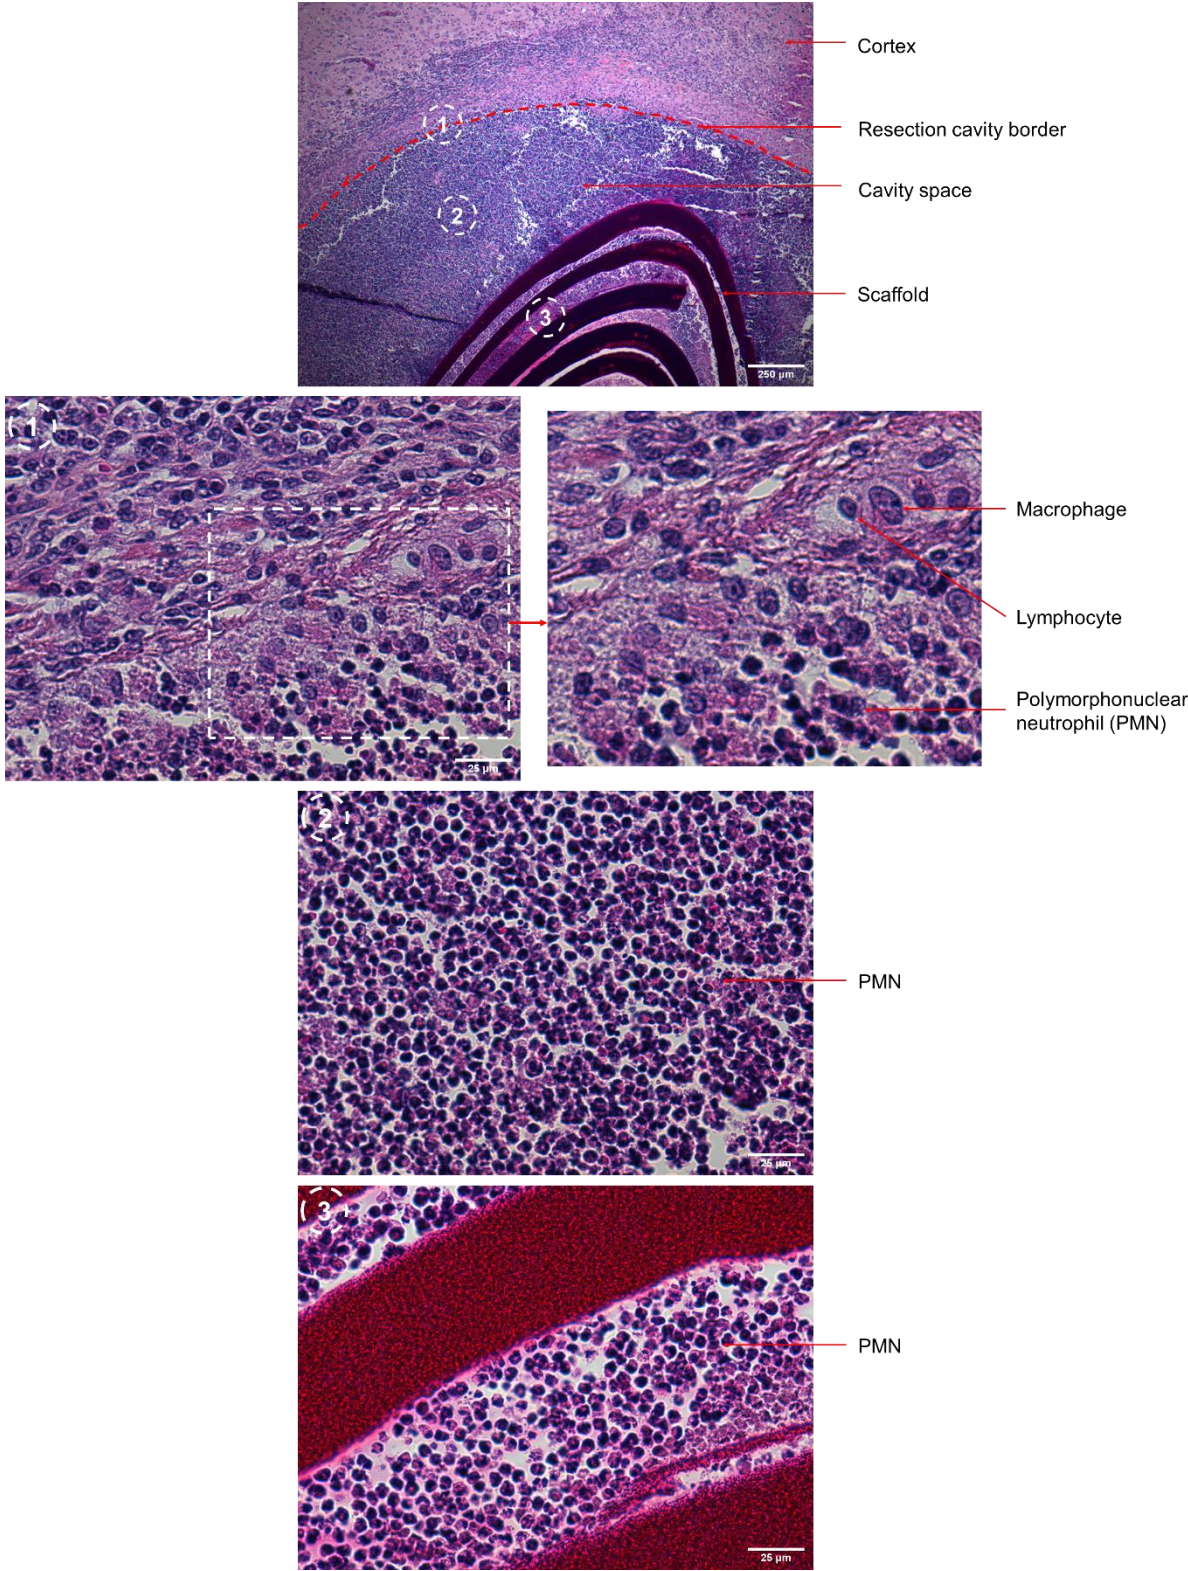 Cortex
1
Resection cavity border
Cavity space
2
Scaffold
3
250 µm
1
25 µm
Macrophage
Lymphocyte
Polymorphonuclear
neutrophil (PMN)
2
PMN
25 µm
3
PMN
25 µm